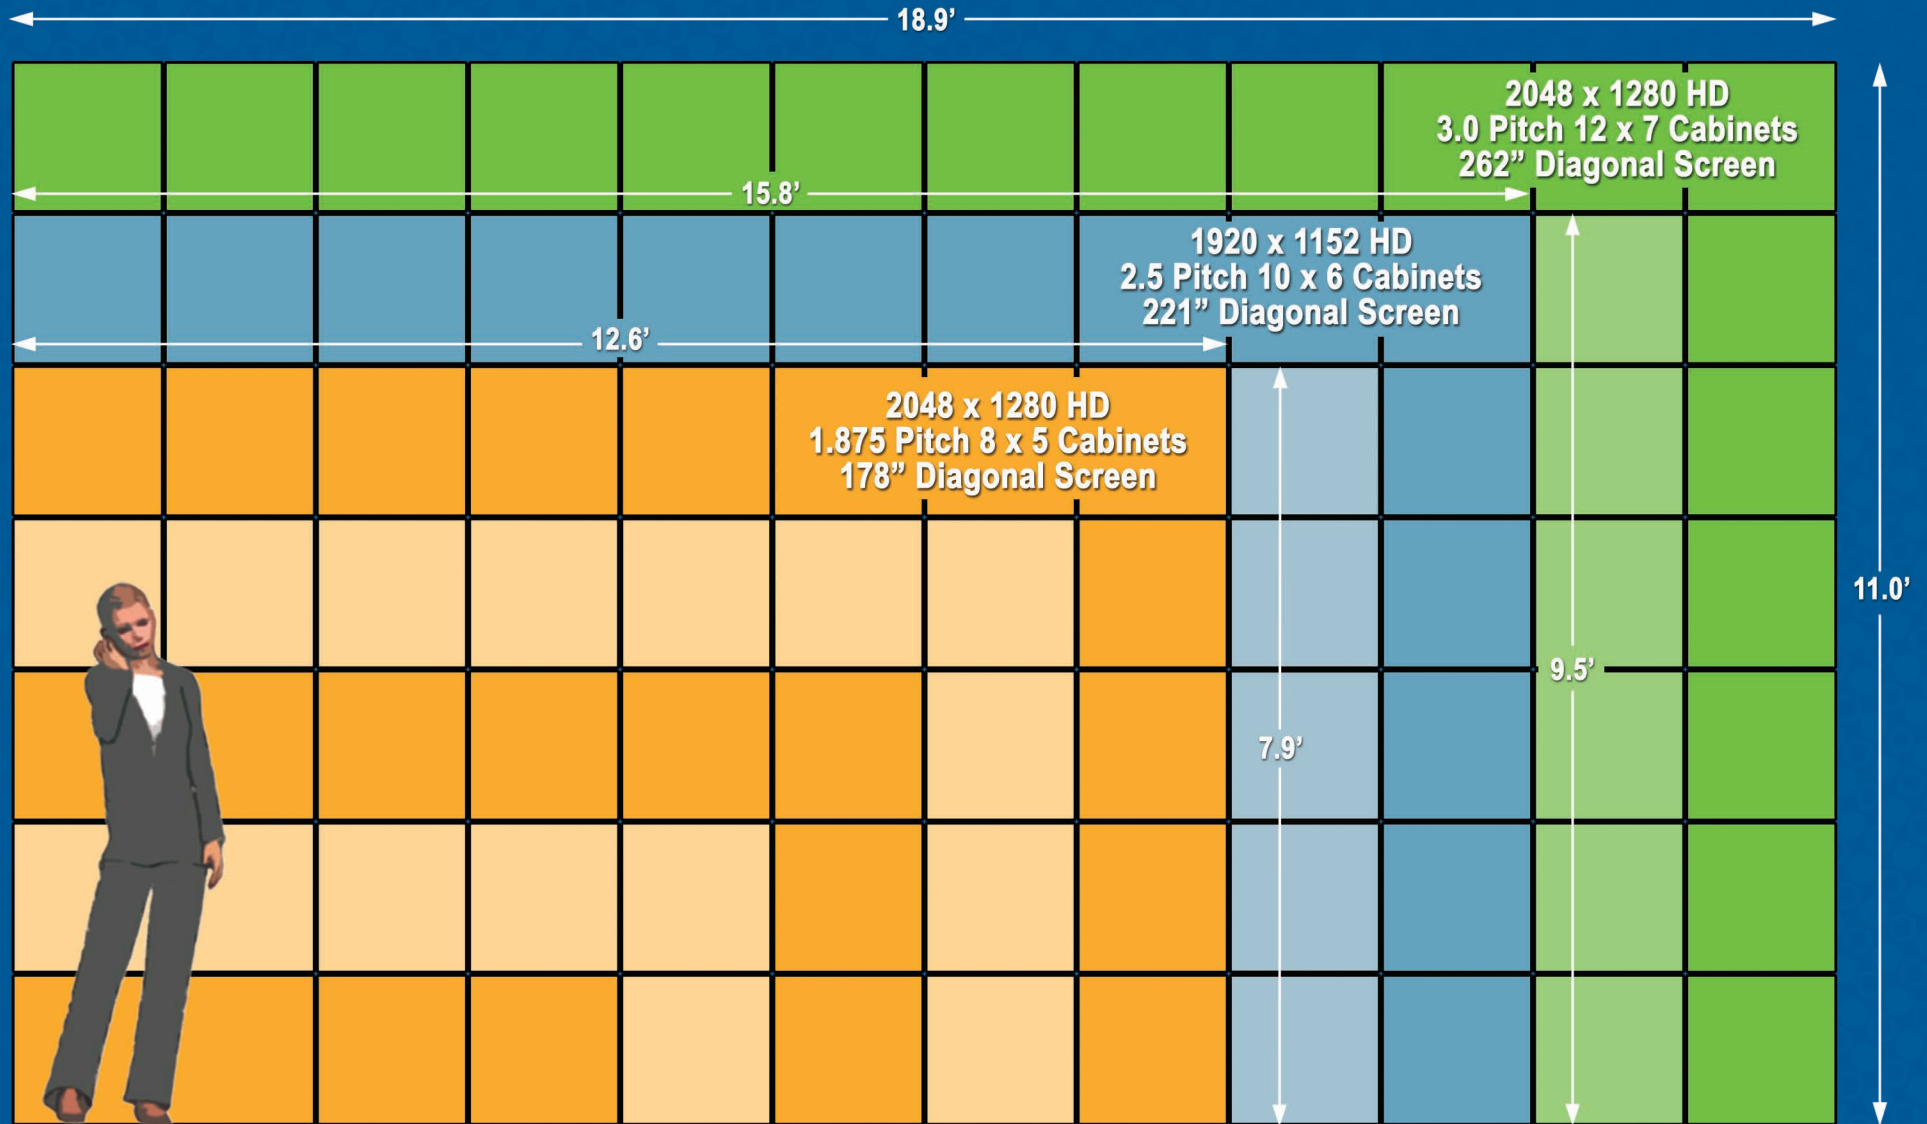 18.9’
2048 x 1280 HD
3.0 Pitch 12 x 7 Cabinets
262” Diagonal Screen
15.8’
1920 x 1152 HD
2.5 Pitch 10 x 6 Cabinets
221” Diagonal Screen
12.6’
2048 x 1280 HD
1.875 Pitch 8 x 5 Cabinets
178” Diagonal Screen
11.0’
9.5’
7.9’